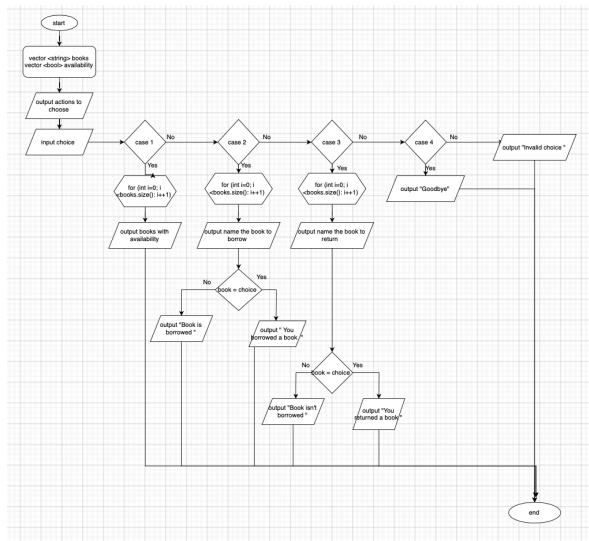 start
vector <string> books
vector <bool> availability
output actions to
choose
input choice
case 1
No
case 2
No
case 3
No
case 4
No
output "Invalid choice "
Yes
Yes
Yes
Yes
for (int i=0; i
<books.size(): i++1)
for (int i=0; i
<books.size(): i++1)
for (int i=0; i
<books.size(): i++1)
output "Goodbye"
output books with
availability
output name the book to
borrow
output name the book to
return
No
Yes
book = choice
output "Book is
borrowed "
output " You
borrowed a book "
No
Yes
book = choice
output "Book isn't
borrowed "
output "You
returned a book "
end